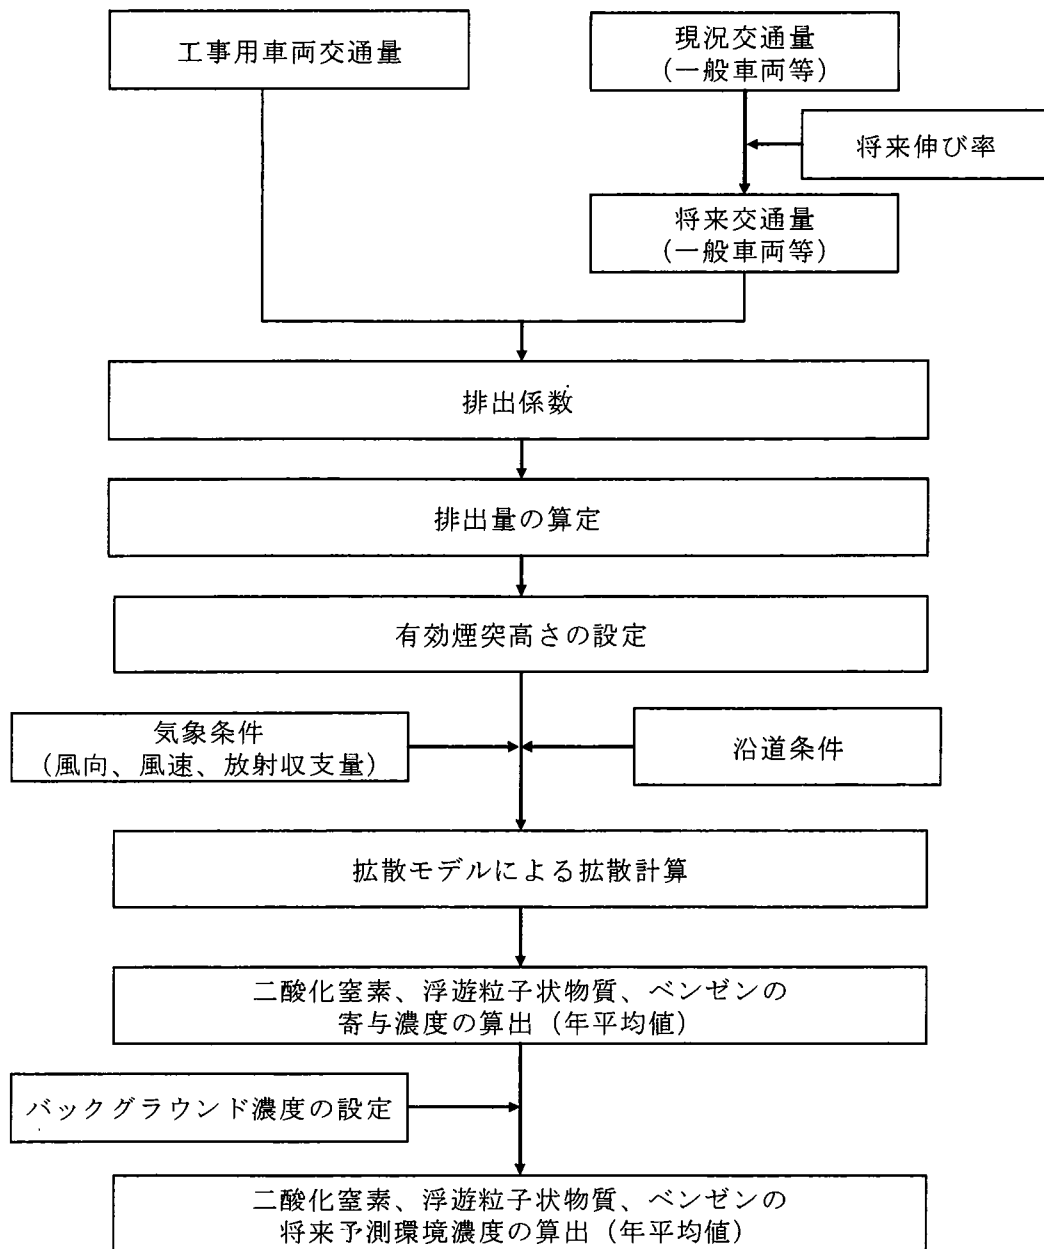 工事用車両交通量
現況交通量
（一般車両等）
将来伸び率
将来交通量
（一般車両等）
排出係数
排出量の算定
有効煙突高さの設定
気象条件
（風向、風速、放射収支量）
沿道条件
拡散モデルによる拡散計算
二酸化窒素、浮遊粒子状物質、ベンゼンの
寄与濃度の算出（年平均値）
バックグラウンド濃度の設定
二酸化窒素、浮遊粒子状物質、ベンゼンの
将来予測環境濃度の算出（年平均値）